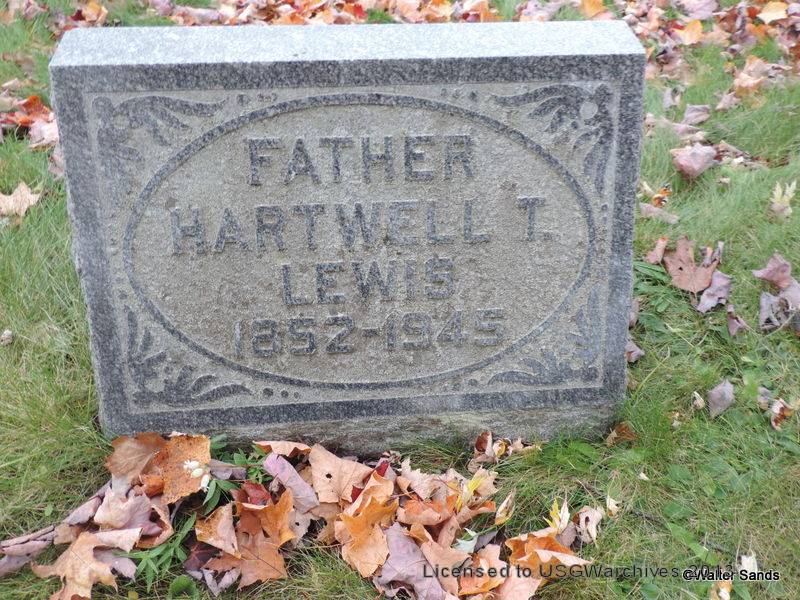 FATHER
HARTWELL T.
LEWIS
1852-1945
Licensed to USGWarchives 2013
©Walter Sands